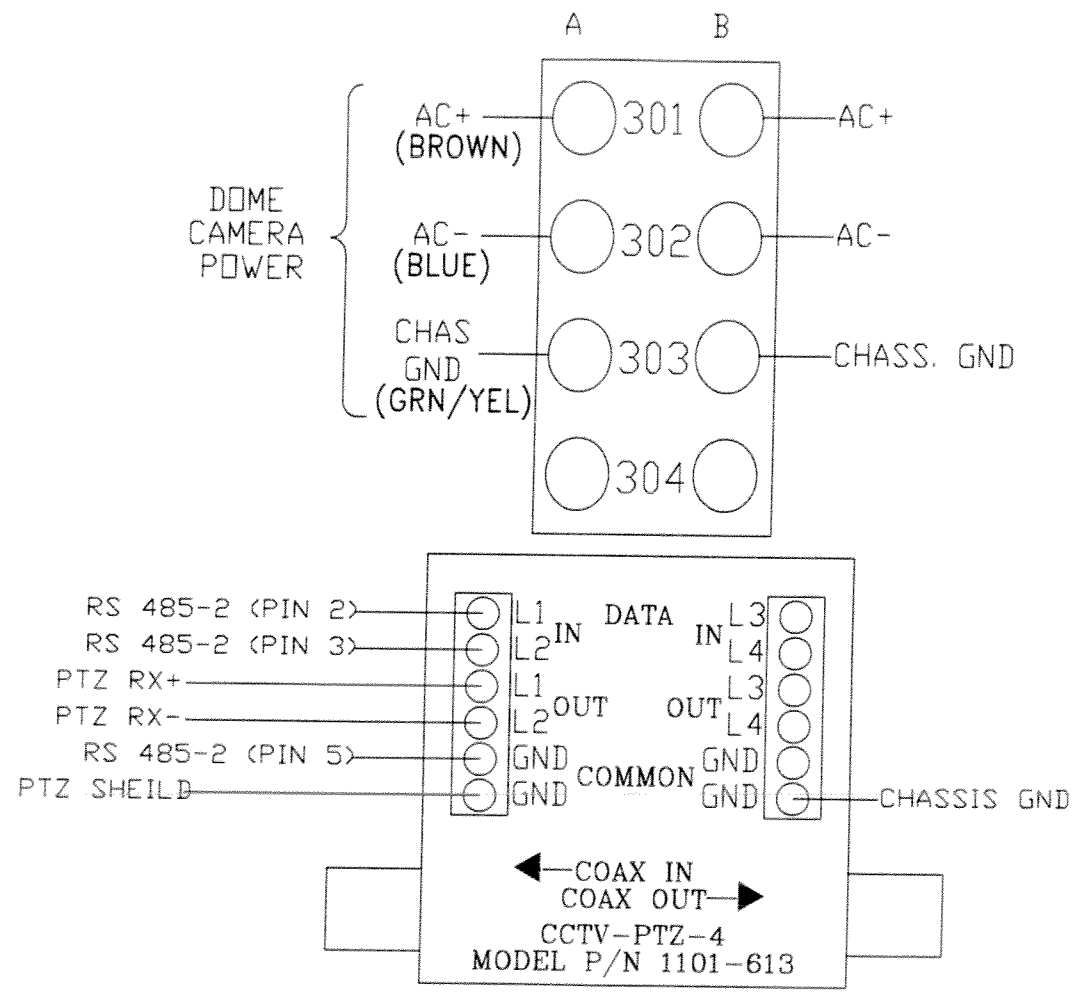 A B
AC+ 301 AC+
(BROWN)
DOME
CAMERA
POWER
AC- 302 AC-
(BLUE)
CHAS
GND 303 CHASS. GND
(GRN/YEL)
304
RS 485-2 (PIN 2) L1 IN DATA IN L3
RS 485-2 (PIN 3) L2 L4
PTZ RX+ L1 OUT OUT L3
PTZ RX- L2 L4
RS 485-2 (PIN 5) GND COMMON GND
PTZ SHEILD GND GND CHASSIS GND
COAX IN
COAX OUT
CCTV-PTZ-4
MODEL P/N 1101-613